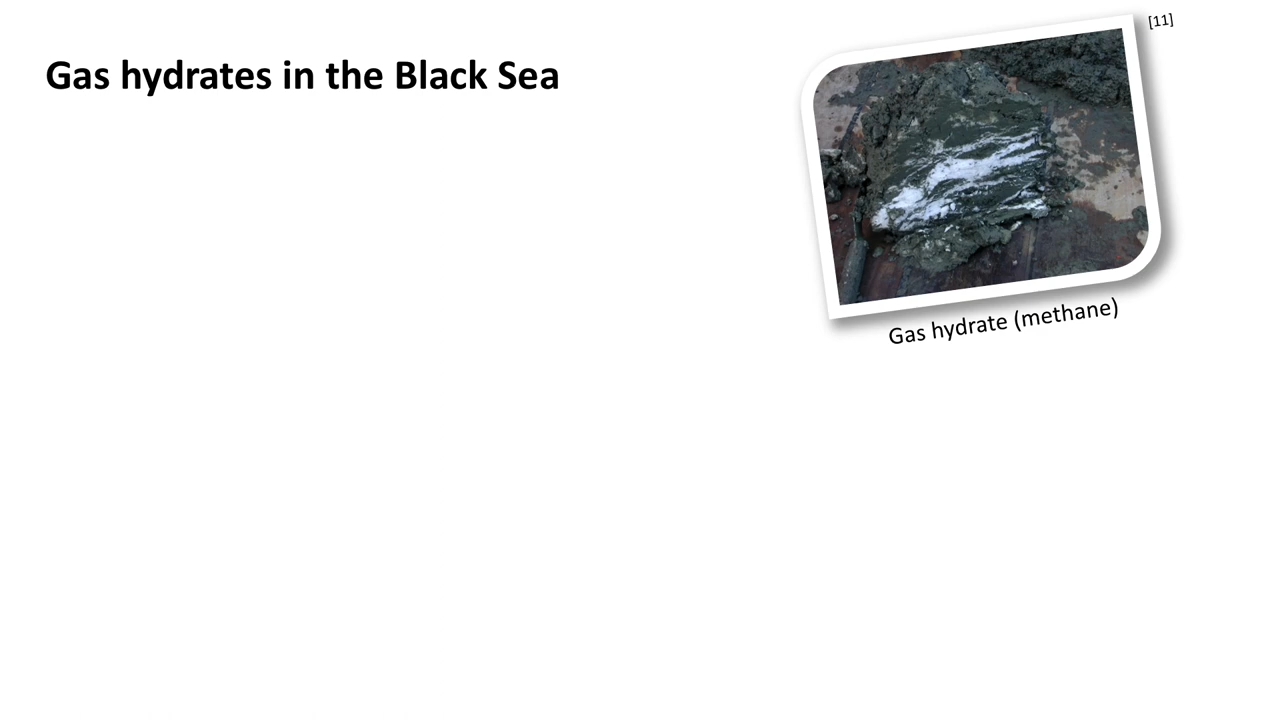 [11]
Gas hydrates in the Black Sea
Gas hydrate (methane)